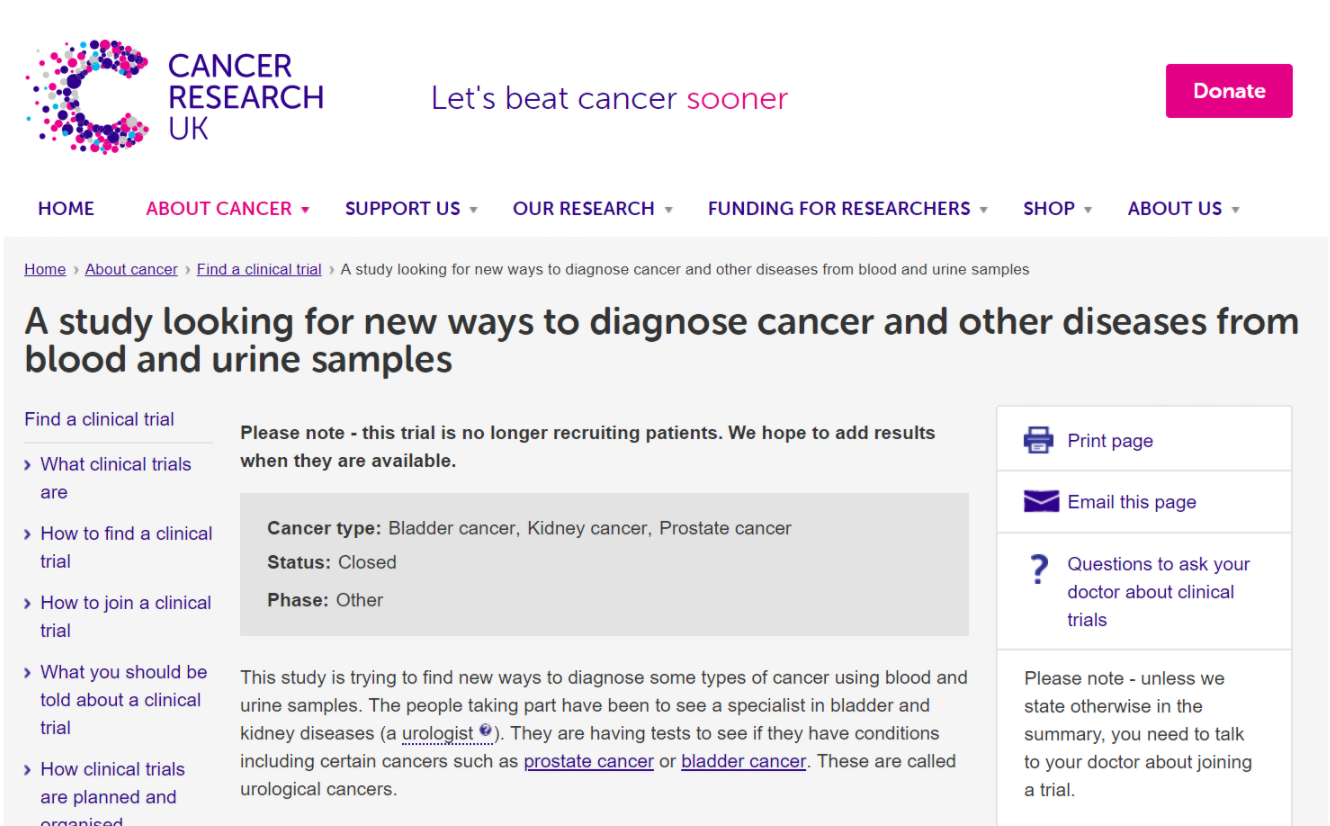 CANCER
RESEARCH
UK
Let's beat cancer sooner
Donate
HOME
ABOUT CANCER
SUPPORT US
OUR RESEARCH
FUNDING FOR RESEARCHERS
SHOP
ABOUT US
Home › About cancer › Find a clinical trial › A study looking for new ways to diagnose cancer and other diseases from blood and urine samples
A study looking for new ways to diagnose cancer and other diseases from
blood and urine samples
Find a clinical trial
› What clinical trials
are
› How to find a clinical
trial
› How to join a clinical
trial
› What you should be
told about a clinical
trial
› How clinical trials
are planned and
organised
Please note - this trial is no longer recruiting patients. We hope to add results
when they are available.
Cancer type: Bladder cancer, Kidney cancer, Prostate cancer
Status: Closed
Phase: Other
This study is trying to find new ways to diagnose some types of cancer using blood and
urine samples. The people taking part have been to see a specialist in bladder and
kidney diseases (a urologist ?). They are having tests to see if they have conditions
including certain cancers such as prostate cancer or bladder cancer. These are called
urological cancers.
Print page
Email this page
? Questions to ask your
doctor about clinical
trials
Please note - unless we
state otherwise in the
summary, you need to talk
to your doctor about joining
a trial.